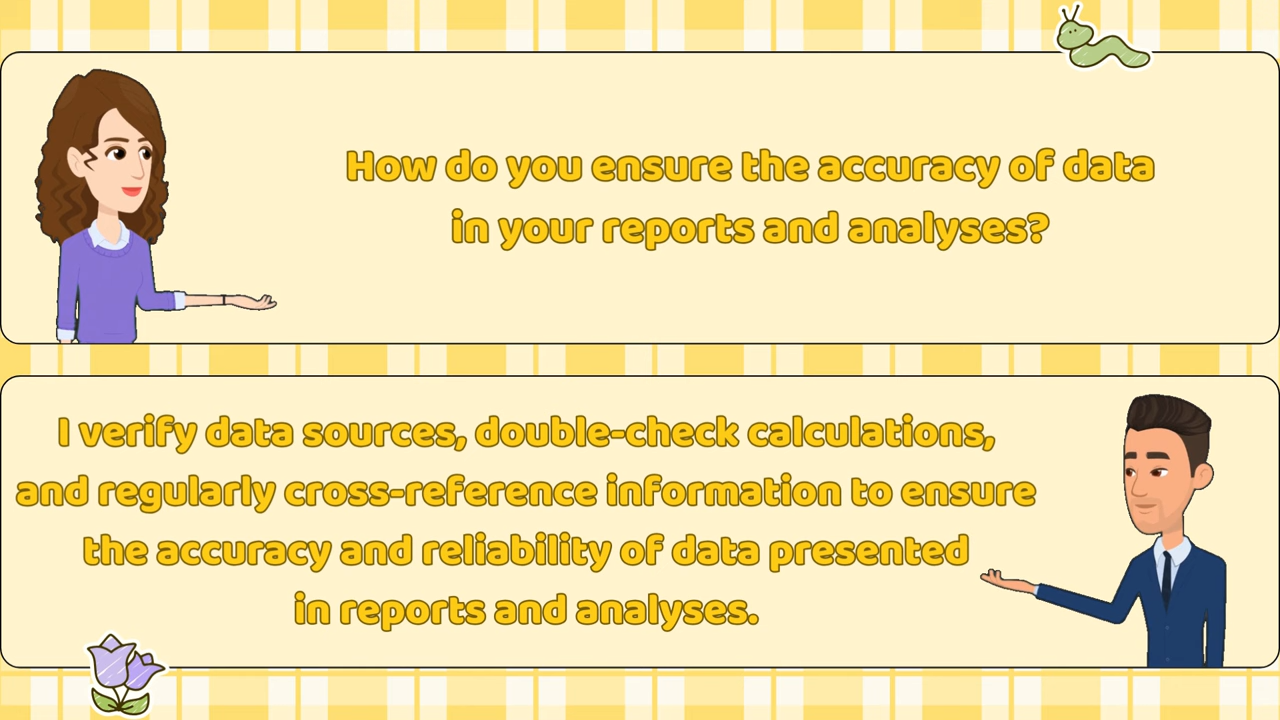 How do you ensure the accuracy of data
in your reports and analyses?
I verify data sources, double-check calculations,
and regularly cross-reference information to ensure
the accuracy and reliability of data presented
in reports and analyses.